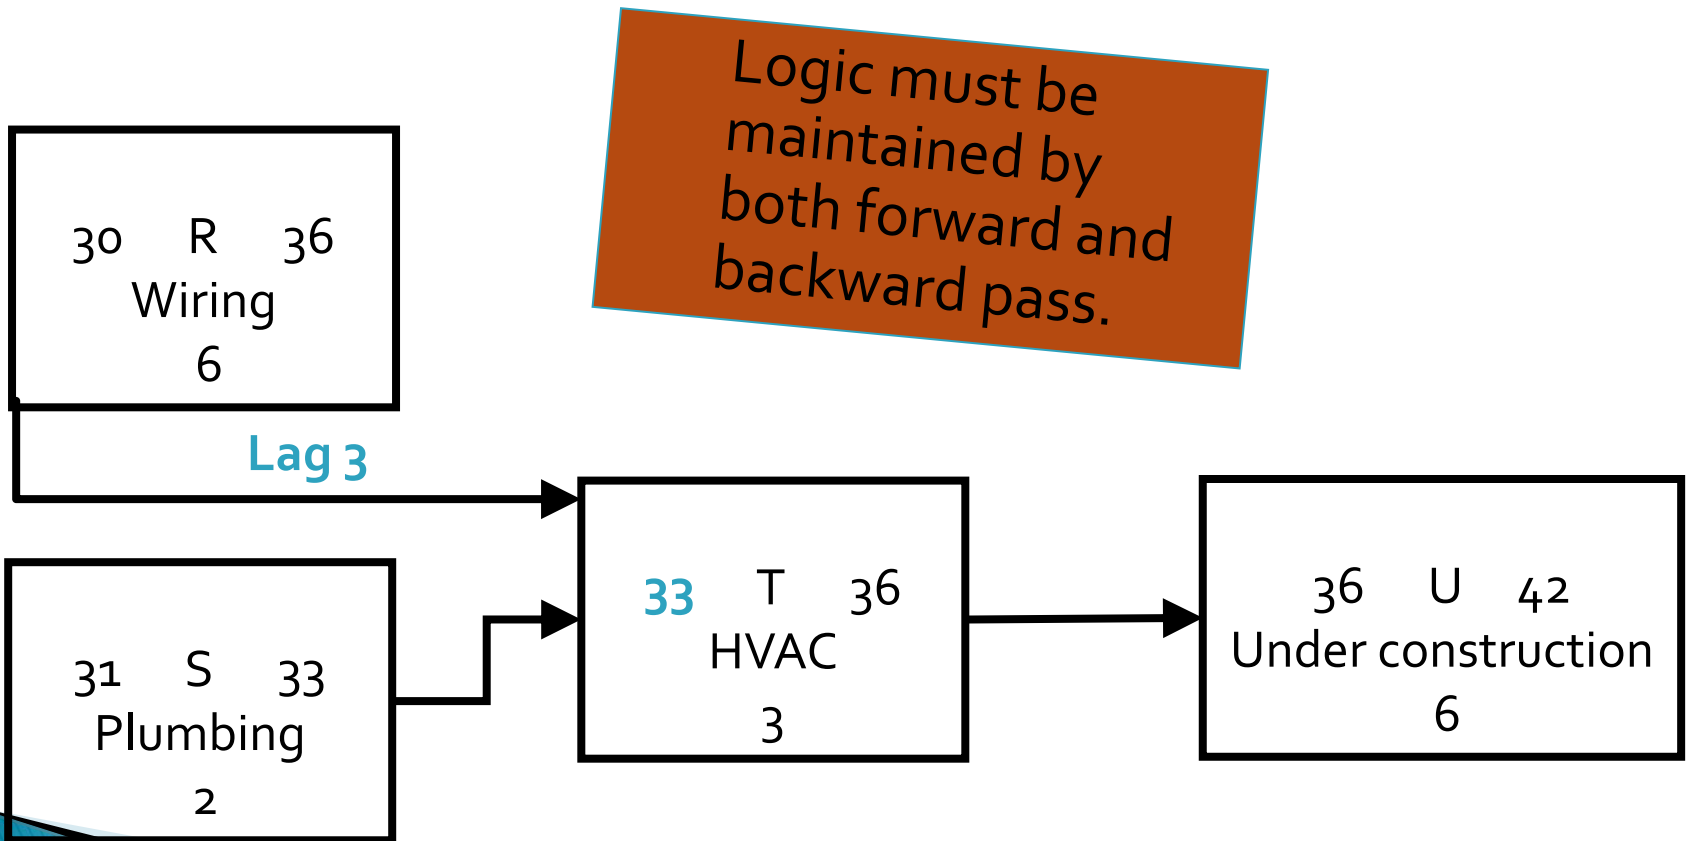 Logic must be
maintained by
both forward and
backward pass.
30 R 36
Wiring
6
Lag 3
31 S 33
Plumbing
2
33 T 36
HVAC
3
36 U 42
Under construction
6